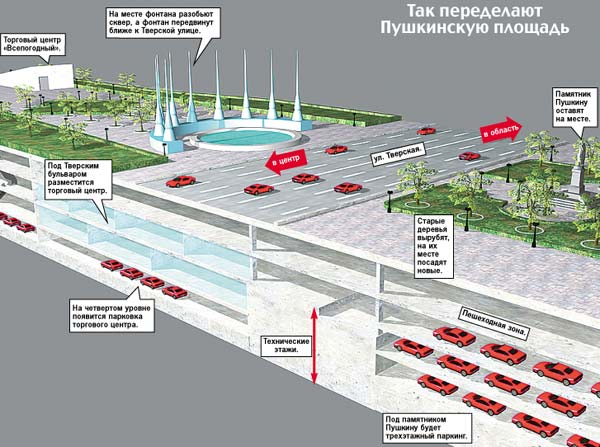 Так переделают
Пушкинскую площадь
На месте фонтана разобьют
сквер, а фонтан передвинут
ближе к Тверской улице.
Торговый центр
«Всепогодный».
Памятник
Пушкину
оставят
на месте.
в область
ул. Тверская.
в центр
Под Тверским
бульваром
разместится
торговый центр.
Старые
деревья
вырубят,
на их
месте
посадят
новые.
На четвертом уровне
появится парковка
торгового центра.
Технические
этажи.
Пешеходная зона.
Под памятником
Пушкину будет
трехэтажный паркинг.